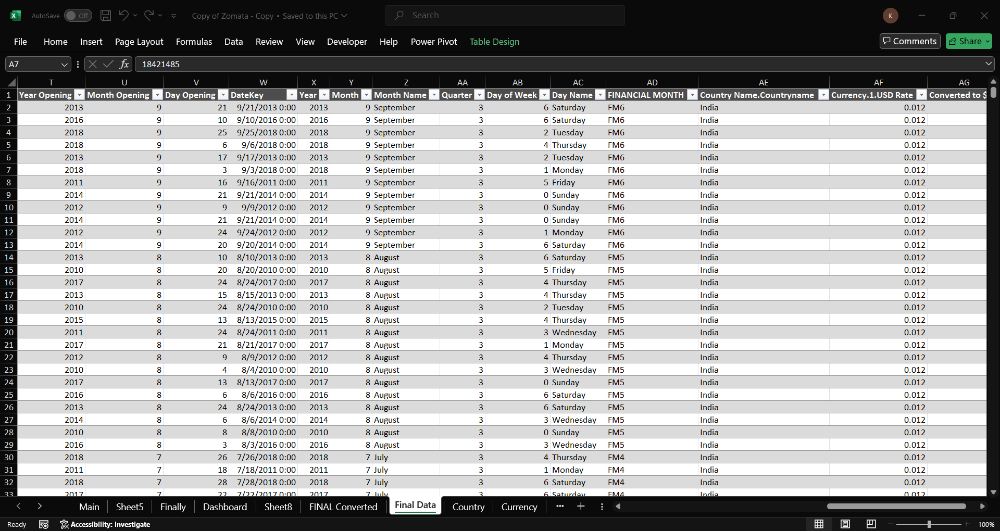 AutoSave Off Copy of Zomata - Copy • Saved to this PC Search K
File Home Insert Page Layout Formulas Data Review View Developer Help Power Pivot Table Design Comments Share
A7 fx 18421485
T U V W X Y Z AA AB AC AD AE AF AG
1 Year Opening Month Opening Day Opening DateKey Year Month Month Name Quarter Day of Week Day Name FINANCIAL MONTH Country Name.Countryname Currency.1.USD Rate Converted to $
2 2013 9 21 9/21/2013 0:00 2013 9 September 3 6 Saturday FM6 India 0.012
3 2016 9 10 9/10/2016 0:00 2016 9 September 3 6 Saturday FM6 India 0.012
4 2018 9 25 9/25/2018 0:00 2018 9 September 3 2 Tuesday FM6 India 0.012
5 2018 9 6 9/6/2018 0:00 2018 9 September 3 4 Thursday FM6 India 0.012
6 2013 9 17 9/17/2013 0:00 2013 9 September 3 2 Tuesday FM6 India 0.012
7 2018 9 3 9/3/2018 0:00 2018 9 September 3 1 Monday FM6 India 0.012
8 2011 9 16 9/16/2011 0:00 2011 9 September 3 5 Friday FM6 India 0.012
9 2014 9 21 9/21/2014 0:00 2014 9 September 3 0 Sunday FM6 India 0.012
10 2012 9 9 9/9/2012 0:00 2012 9 September 3 0 Sunday FM6 India 0.012
11 2014 9 21 9/21/2014 0:00 2014 9 September 3 0 Sunday FM6 India 0.012
12 2012 9 24 9/24/2012 0:00 2012 9 September 3 1 Monday FM6 India 0.012
13 2014 9 20 9/20/2014 0:00 2014 9 September 3 6 Saturday FM6 India 0.012
14 2013 8 10 8/10/2013 0:00 2013 8 August 3 6 Saturday FM5 India 0.012
15 2010 8 20 8/20/2010 0:00 2010 8 August 3 5 Friday FM5 India 0.012
16 2017 8 24 8/24/2017 0:00 2017 8 August 3 4 Thursday FM5 India 0.012
17 2013 8 15 8/15/2013 0:00 2013 8 August 3 4 Thursday FM5 India 0.012
18 2010 8 24 8/24/2010 0:00 2010 8 August 3 2 Tuesday FM5 India 0.012
19 2015 8 13 8/13/2015 0:00 2015 8 August 3 4 Thursday FM5 India 0.012
20 2011 8 24 8/24/2011 0:00 2011 8 August 3 3 Wednesday FM5 India 0.012
21 2017 8 21 8/21/2017 0:00 2017 8 August 3 1 Monday FM5 India 0.012
22 2012 8 9 8/9/2012 0:00 2012 8 August 3 4 Thursday FM5 India 0.012
23 2010 8 4 8/4/2010 0:00 2010 8 August 3 3 Wednesday FM5 India 0.012
24 2017 8 13 8/13/2017 0:00 2017 8 August 3 0 Sunday FM5 India 0.012
25 2016 8 6 8/6/2016 0:00 2016 8 August 3 6 Saturday FM5 India 0.012
26 2013 8 24 8/24/2013 0:00 2013 8 August 3 6 Saturday FM5 India 0.012
27 2014 8 6 8/6/2014 0:00 2014 8 August 3 3 Wednesday FM5 India 0.012
28 2010 8 8 8/8/2010 0:00 2010 8 August 3 0 Sunday FM5 India 0.012
29 2016 8 3 8/3/2016 0:00 2016 8 August 3 3 Wednesday FM5 India 0.012
30 2018 7 26 7/26/2018 0:00 2018 7 July 3 4 Thursday FM4 India 0.012
31 2011 7 18 7/18/2011 0:00 2011 7 July 3 1 Monday FM4 India 0.012
32 2018 7 28 7/28/2018 0:00 2018 7 July 3 6 Saturday FM4 India 0.012
33 2017 7 22 7/22/2017 0:00 2017 7 July 3 6 Saturday FM4 India 0.012
Main Sheet5 Finally Dashboard Sheet8 FINAL Converted Final Data Country Currency
Ready Accessibility: Investigate 100%